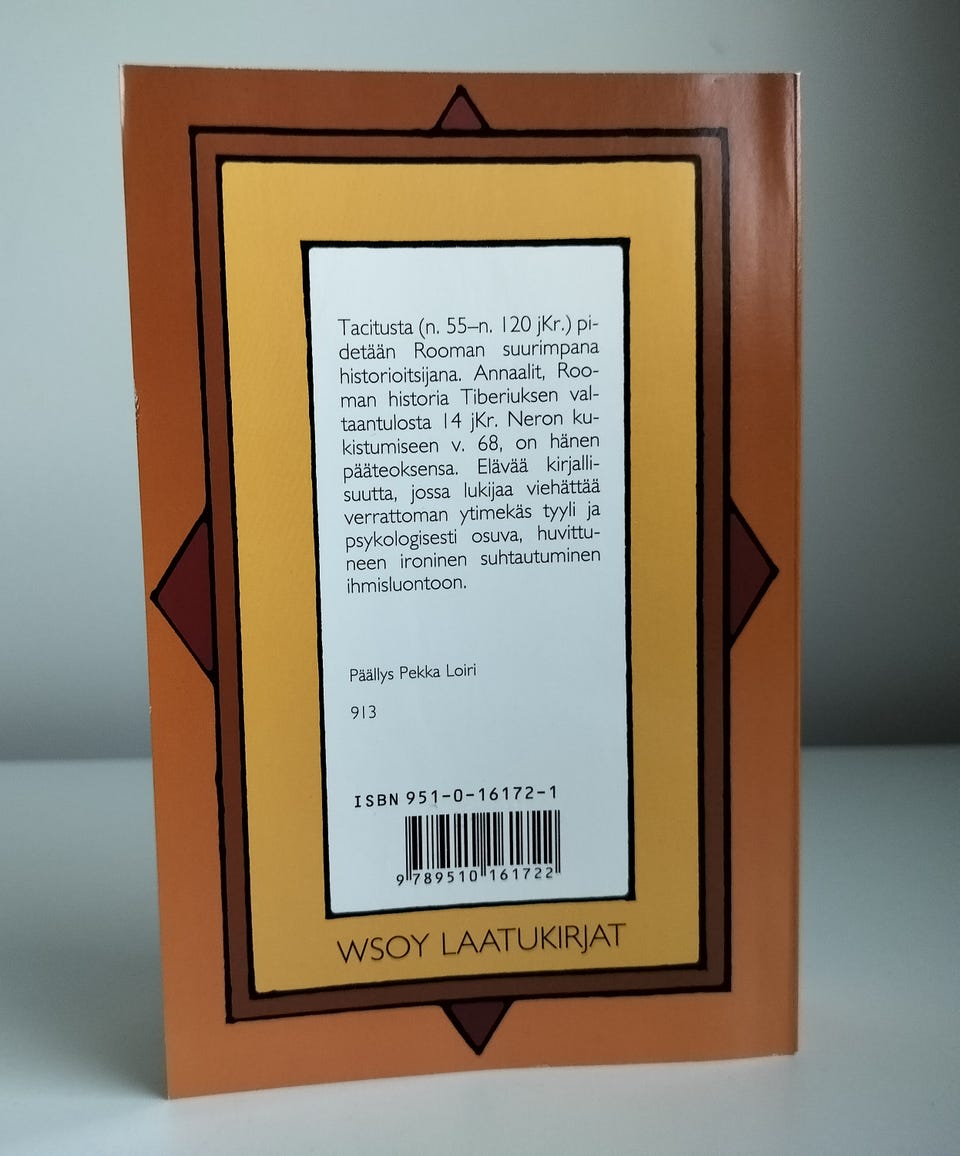 Tacitusta (n. 55–n. 120 jKr.) pi-
detään Rooman suurimpana
historioitsijana. Annaalit, Roo-
man historia Tiberiuksen val-
taantulosta 14 jKr. Neron ku-
kistumiseen v. 68, on hänen
pääteoksensa. Elävää kirjalli-
suutta, jossa lukijaa viehättää
verrattoman ytimekäs tyyli ja
psykologisesti osuva, huvittu-
neen ironinen suhtautuminen
ihmisluontoon.
Päällys Pekka Loiri
913
ISBN 951-0-16172-1
9 789510 161722
WSOY LAATUKIRJAT